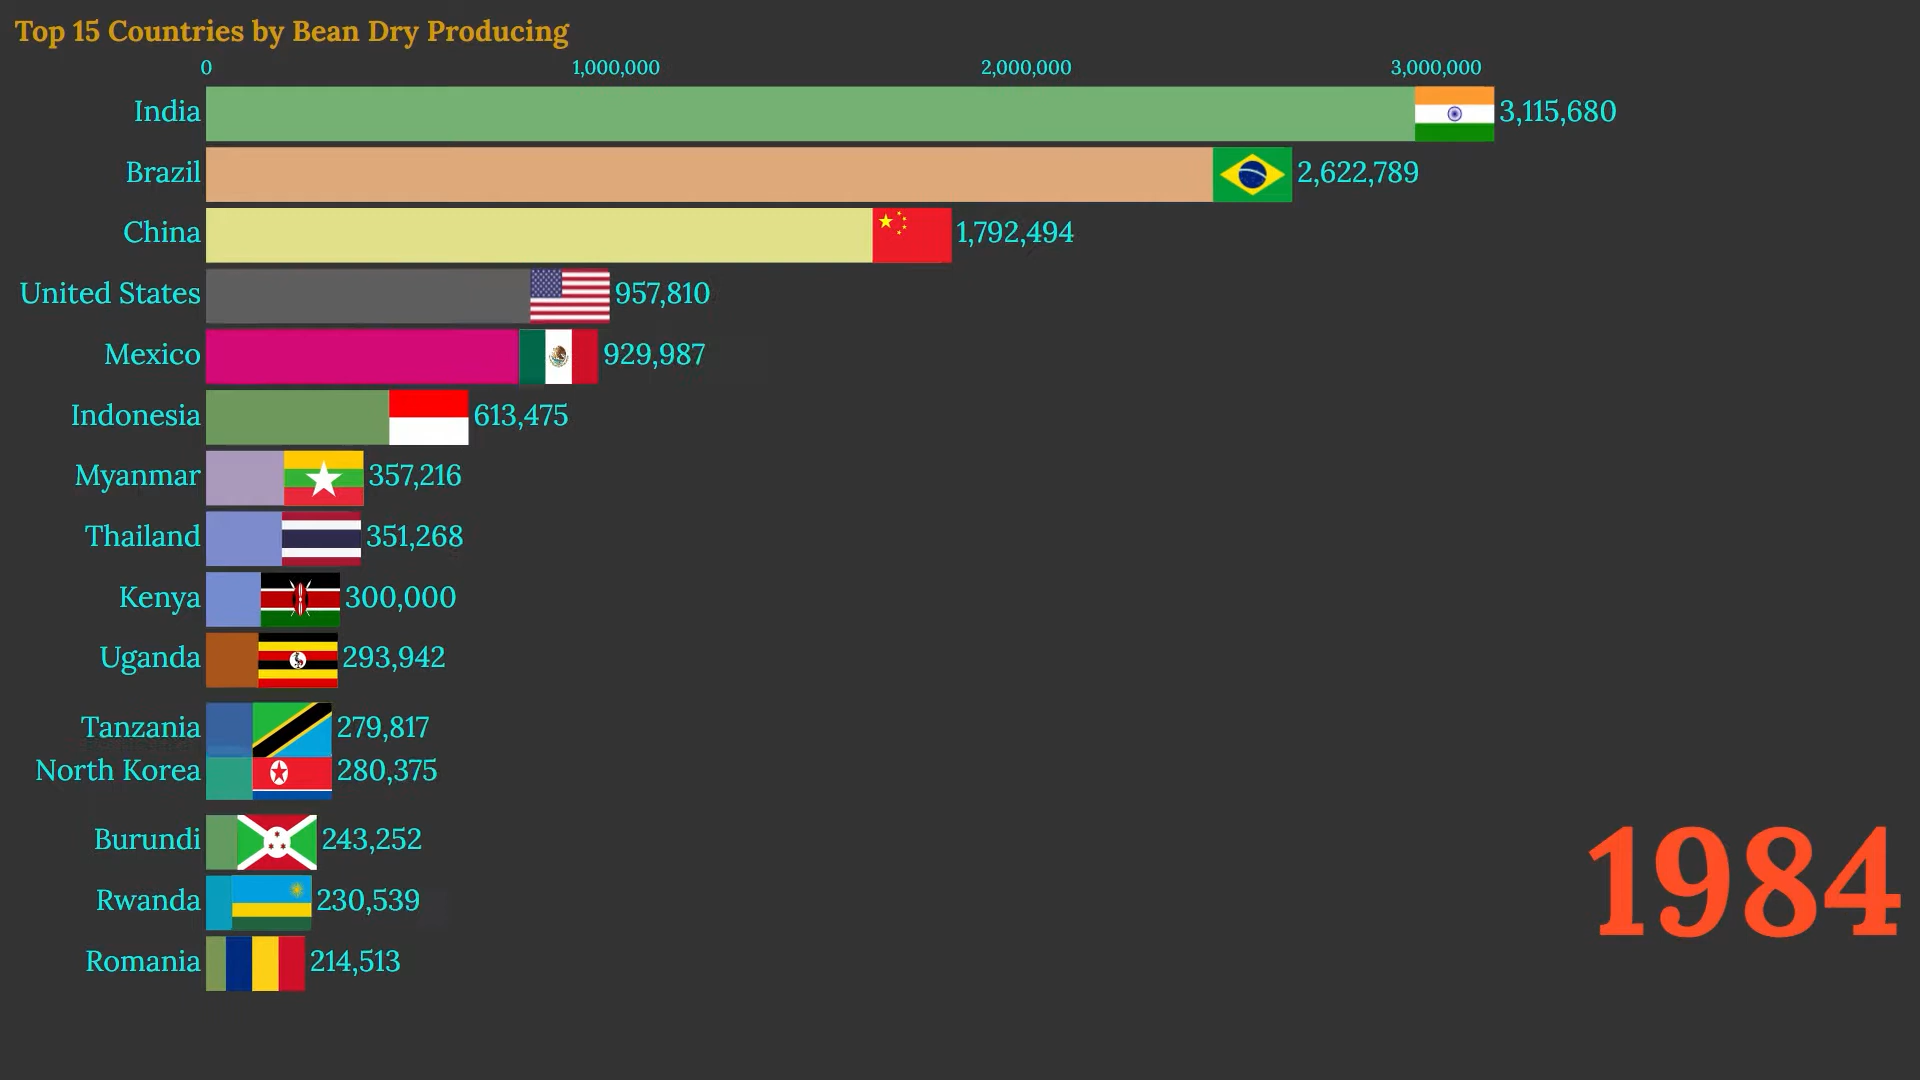 Top 15 Countries by Bean Dry Producing
0 1,000,000 2,000,000 3,000,000
India 3,115,680
Brazil 2,622,789
China 1,792,494
United States 957,810
Mexico 929,987
Indonesia 613,475
Myanmar 357,216
Thailand 351,268
Kenya 300,000
Uganda 293,942
Tanzania 279,817
North Korea 280,375
Burundi 243,252
Rwanda 230,539
Romania 214,513
1984